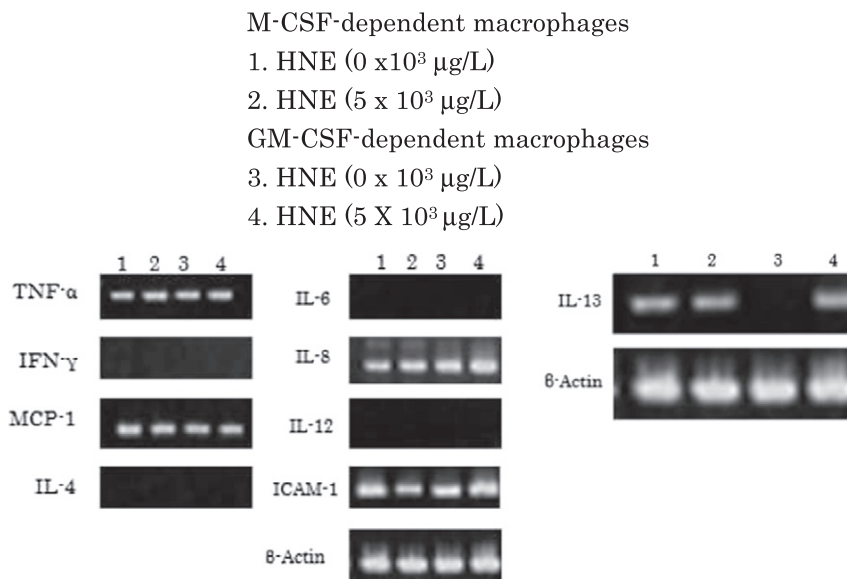 M-CSF-dependent macrophages
1. HNE (0 x10³ µg/L)
2. HNE (5 x 10³ µg/L)
GM-CSF-dependent macrophages
3. HNE (0 x 10³ µg/L)
4. HNE (5 X 10³ µg/L)
1 2 3 4
TNF-α
IFN-γ
MCP-1
IL-4
1 2 3 4
IL-6
IL-8
IL-12
ICAM-1
β-Actin
1 2 3 4
IL-13
β-Actin